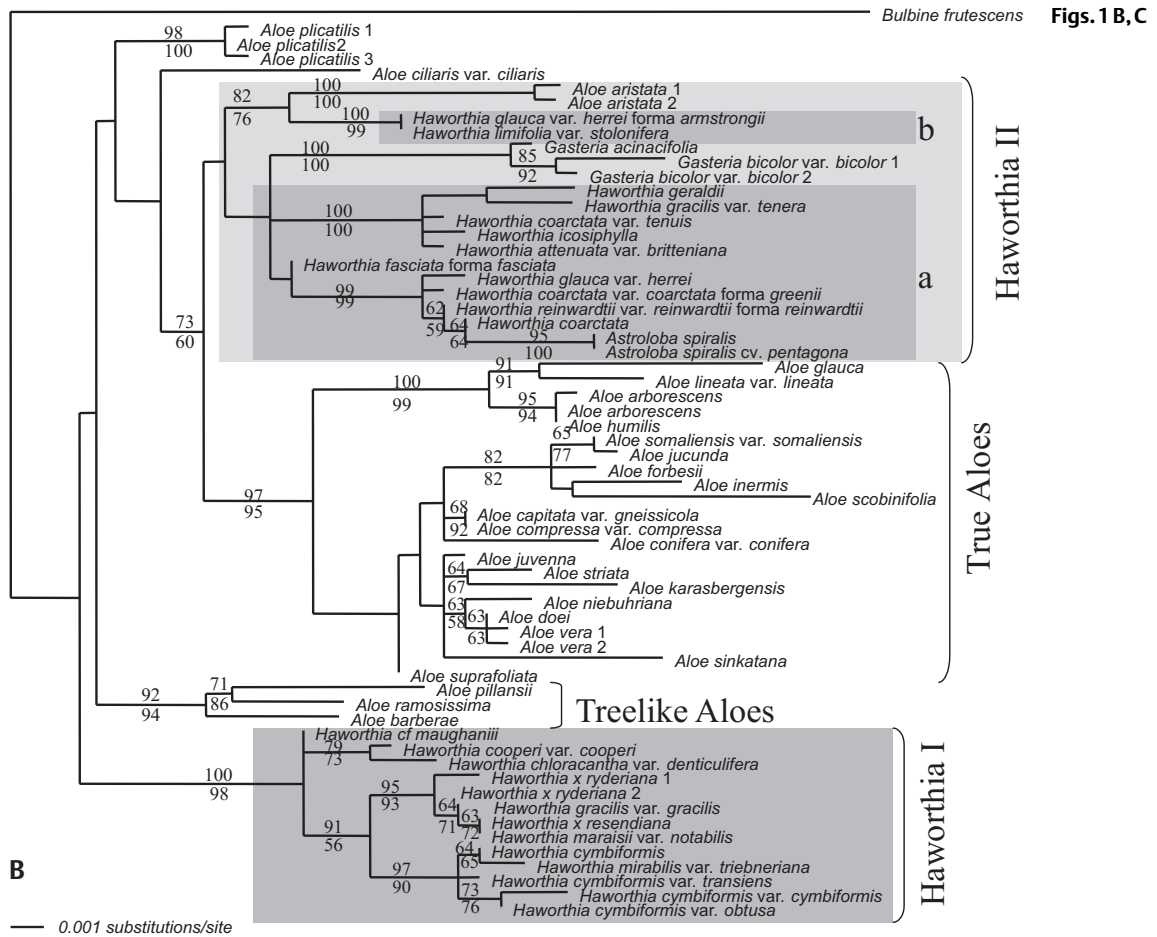 Bulbine frutescens
Figs. 1 B, C
98
100
Aloe plicatilis 1
Aloe plicatilis2
Aloe plicatilis 3
Aloe ciliaris var. ciliaris
82
76
100
100
Aloe aristata 1
Aloe aristata 2
100
99
Haworthia glauca var. herrei forma armstrongii
Haworthia limifolia var. stolonifera
b
100
100
Gasteria acinacifolia
85
92
Gasteria bicolor var. bicolor 1
Gasteria bicolor var. bicolor 2
Haworthia geraldii
Haworthia gracilis var. tenera
100
100
Haworthia coarctata var. tenuis
Haworthia icosiphylla
Haworthia attenuata var. britteniana
Haworthia fasciata forma fasciata
a
99
99
Haworthia glauca var. herrei
Haworthia coarctata var. coarctata forma greenii
62
59
Haworthia reinwardtii var. reinwardtii forma reinwardtii
64
64
Haworthia coarctata
95
100
Astroloba spiralis
Astroloba spiralis cv. pentagona
Haworthia II
73
60
Aloe glauca
91
91
Aloe lineata var. lineata
100
99
95
94
Aloe arborescens
Aloe arborescens
Aloe humilis
65
77
Aloe somaliensis var. somaliensis
Aloe jucunda
82
82
Aloe forbesii
Aloe inermis
Aloe scobinifolia
97
95
68
92
Aloe capitata var. gneissicola
Aloe compressa var. compressa
Aloe conifera var. conifera
Aloe juvenna
64
67
Aloe striata
Aloe karasbergensis
63
58
Aloe niebuhriana
63
63
Aloe doei
Aloe vera 1
Aloe vera 2
Aloe sinkatana
Aloe suprafoliata
True Aloes
92
94
71
86
Aloe pillansii
Aloe ramosissima
Aloe barberae
Treelike Aloes
100
98
Haworthia cf maughanii
79
73
Haworthia cooperi var. cooperi
Haworthia chloracantha var. denticulifera
91
56
95
93
Haworthia x ryderiana 1
Haworthia x ryderiana 2
64
71
Haworthia gracilis var. gracilis
63
72
Haworthia x resendiana
Haworthia maraisii var. notabilis
64
65
Haworthia cymbiformis
Haworthia mirabilis var. triebneriana
97
90
Haworthia cymbiformis var. transiens
73
76
Haworthia cymbiformis var. cymbiformis
Haworthia cymbiformis var. obtusa
Haworthia I
B
0.001 substitutions/site